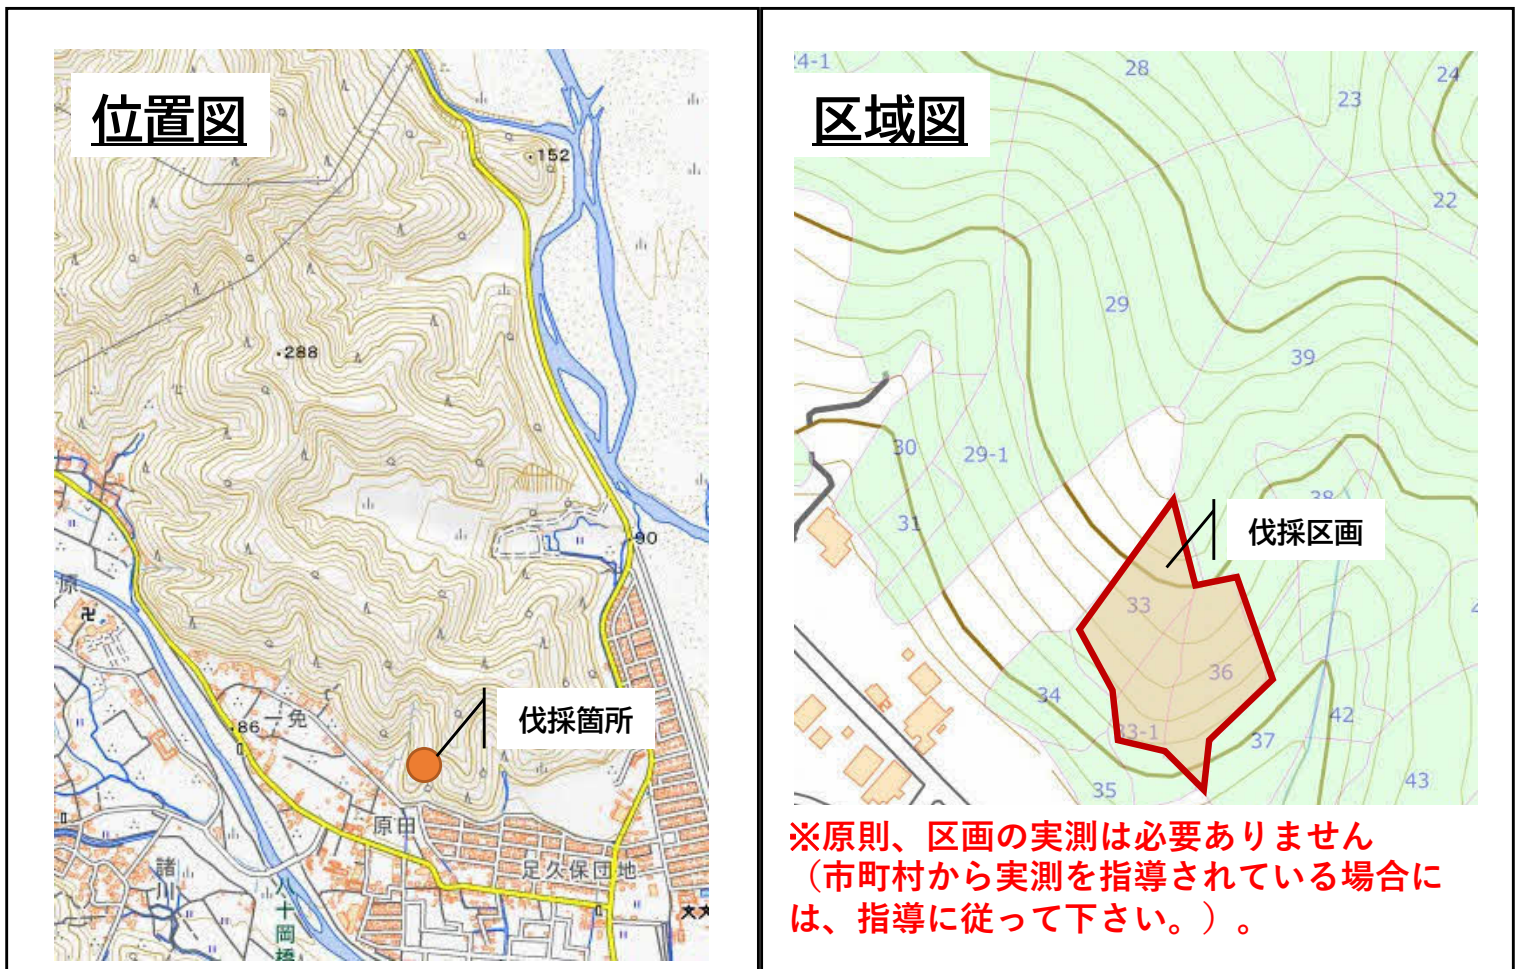 位置図
152
288
90
原
卍
86
一免
伐採箇所
原田
足久保団地
諸川
八十岡橋
文文
区域図
24-1
28
24
23
22
29
39
30
29-1
38
31
伐採区画
33
36
34
33-1
42
37
35
43
※原則、区画の実測は必要ありません
（市町村から実測を指導されている場合に
は、指導に従って下さい。）。